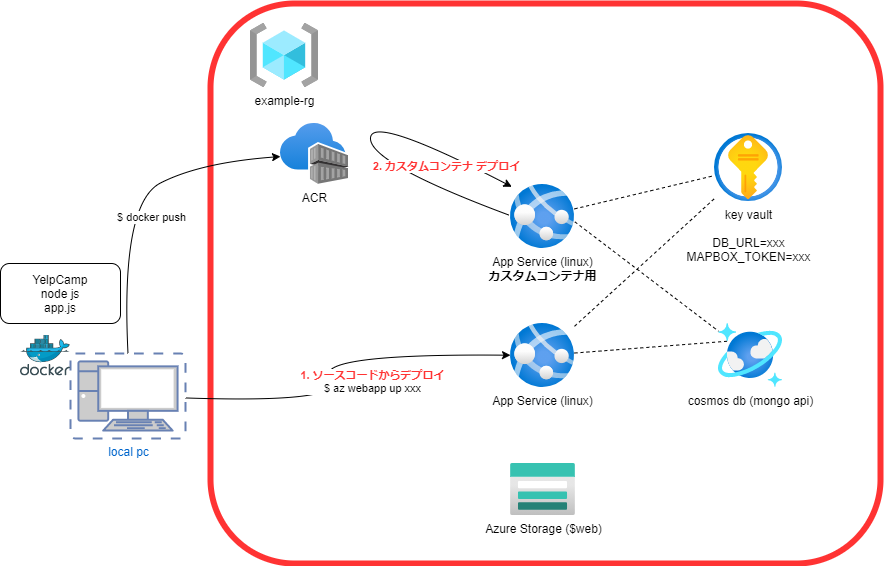 example-rg
ACR
2. カスタムコンテナ デプロイ
$ docker push
App Service (linux)
カスタムコンテナ用
key vault
DB_URL=xxx
MAPBOX_TOKEN=xxx
YelpCamp
node js
app.js
docker
local pc
1. ソースコードからデプロイ
$ az webapp up xxx
App Service (linux)
cosmos db (mongo api)
Azure Storage ($web)